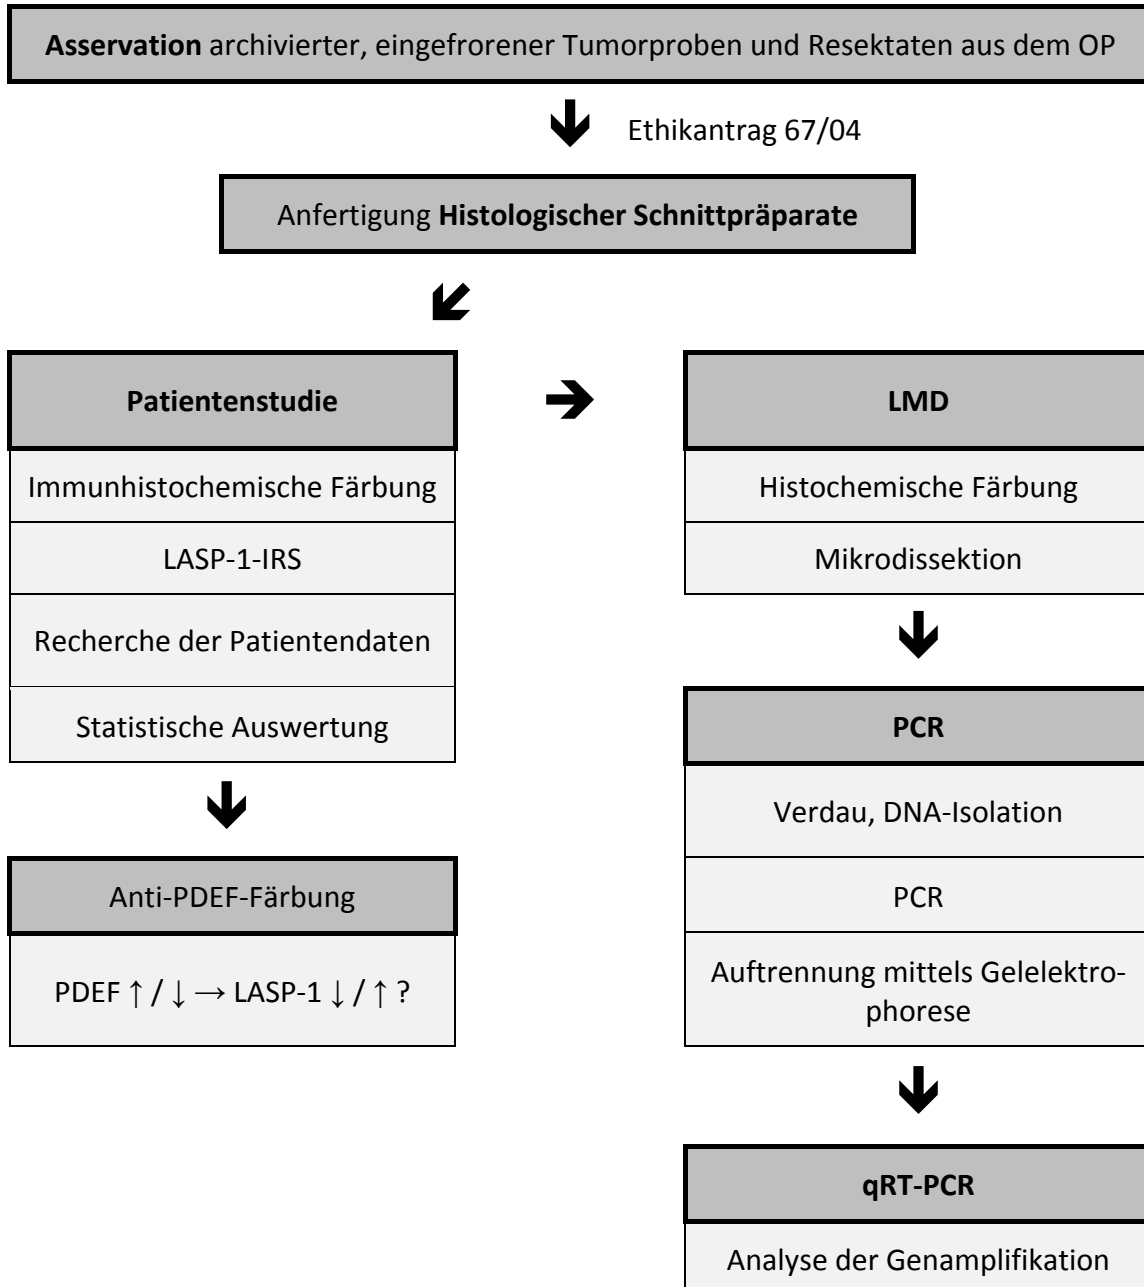 Asservation archivierter, eingefrorener Tumorproben und Resektaten aus dem OP
Ethikantrag 67/04
Anfertigung Histologischer Schnittpräparate
Patientenstudie
Immunhistochemische Färbung
LASP-1-IRS
Recherche der Patientendaten
Statistische Auswertung
Anti-PDEF-Färbung
PDEF ↑ / ↓ → LASP-1 ↓ / ↑ ?
LMD
Histochemische Färbung
Mikrodissektion
PCR
Verdau, DNA-Isolation
PCR
Auftrennung mittels Gelelektro-
phorese
qRT-PCR
Analyse der Genamplifikation